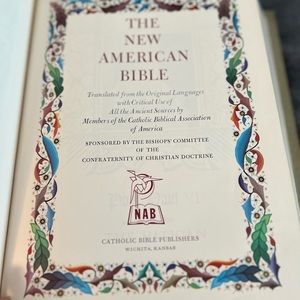 THE
NEW
AMERICAN
BIBLE
Translated from the Original Languages
with Critical Use of
All the Ancient Sources by
Members of the Catholic Biblical Association
of America
SPONSORED BY THE BISHOPS' COMMITTEE
OF THE
CONFRATERNITY OF CHRISTIAN DOCTRINE
NAB
CATHOLIC BIBLE PUBLISHERS
WICHITA, KANSAS